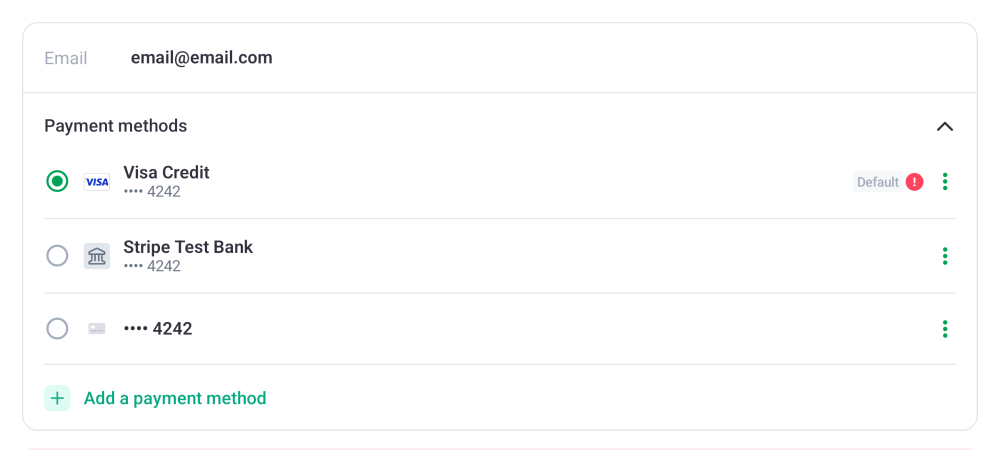 Email email@email.com
Payment methods
VISA Visa Credit
•••• 4242
Default !
Stripe Test Bank
•••• 4242
•••• 4242
+ Add a payment method